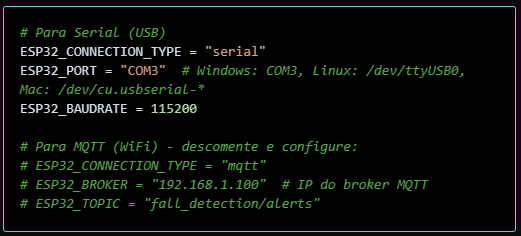 # Para Serial (USB)
ESP32_CONNECTION_TYPE = "serial"
ESP32_PORT = "COM3"  # Windows: COM3, Linux: /dev/ttyUSB0,
Mac: /dev/cu.usbserial-*
ESP32_BAUDRATE = 115200

# Para MQTT (WiFi) - descomente e configure:
# ESP32_CONNECTION_TYPE = "mqtt"
# ESP32_BROKER = "192.168.1.100"  # IP do broker MQTT
# ESP32_TOPIC = "fall_detection/alerts"